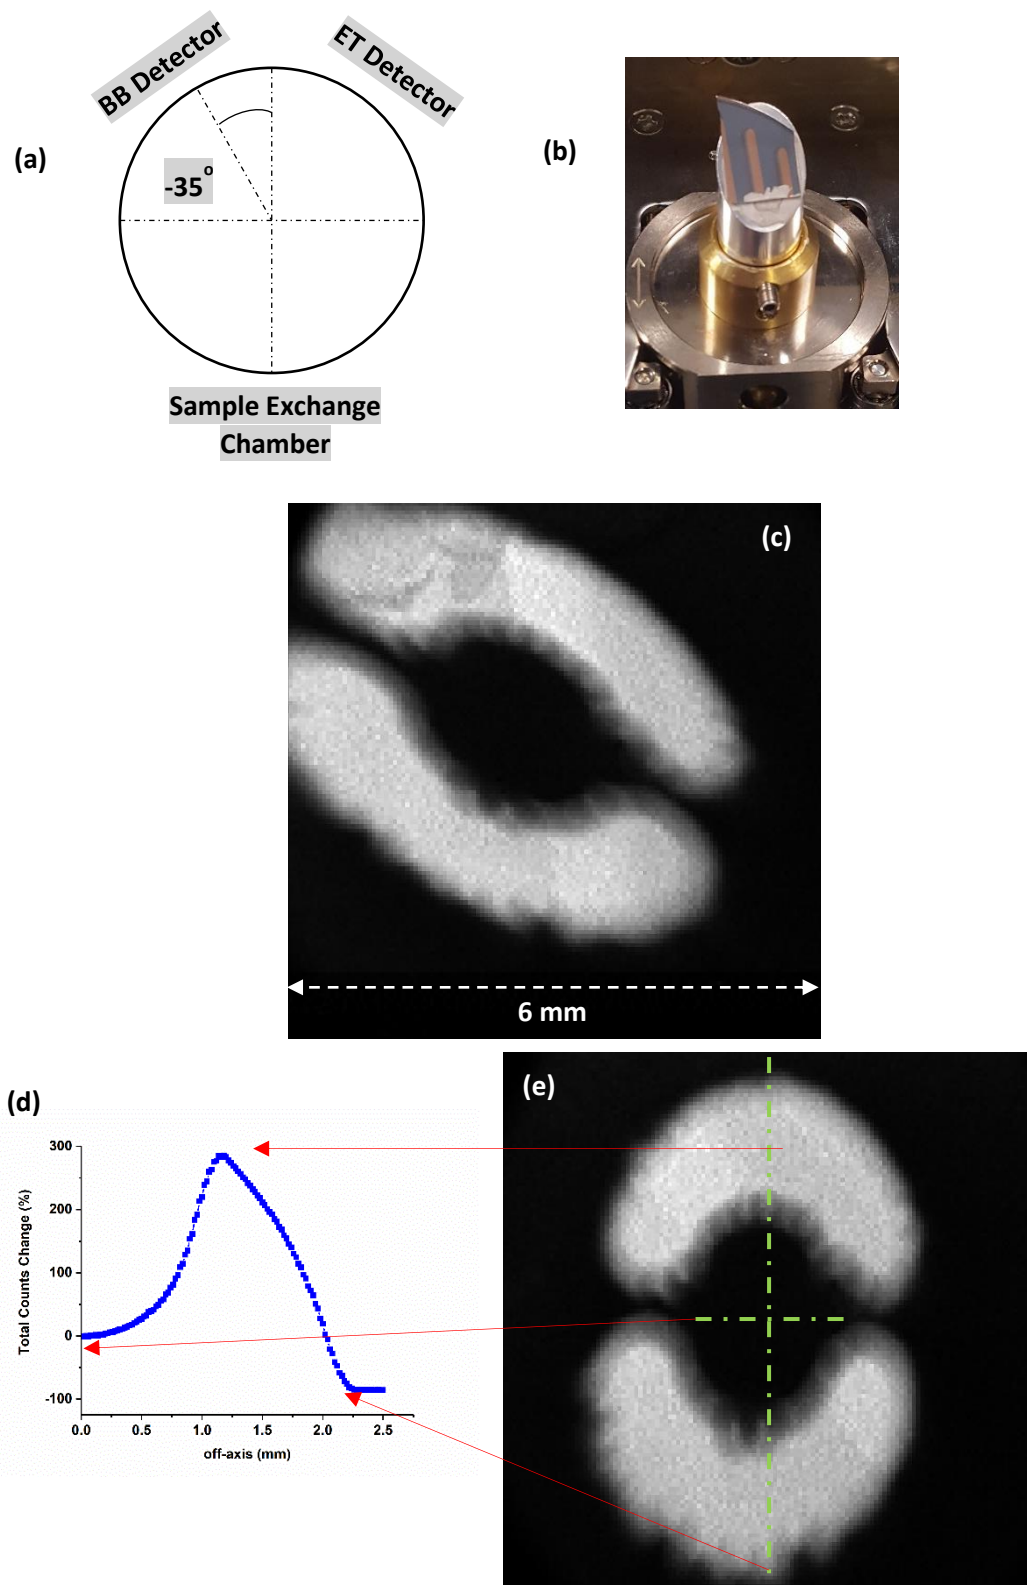 BB Detector
ET Detector
(a)
-35°
Sample Exchange
Chamber
(b)
(c)
6 mm
(d)
300
200
100
0
-100
Total Counts Change (%)
0.0 0.5 1.0 1.5 2.0 2.5
off-axis (mm)
(e)